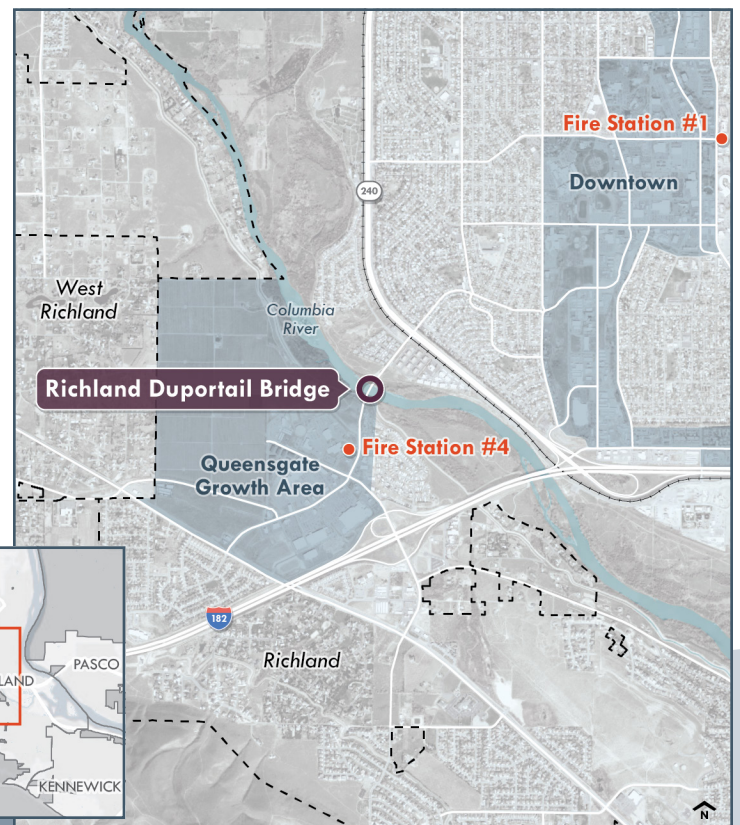 Fire Station #1
Downtown
240
West
Richland
Columbia
River
Richland Duportail Bridge
Fire Station #4
Queensgate
Growth Area
182
Richland
LAND
PASCO
KENNEWICK
N